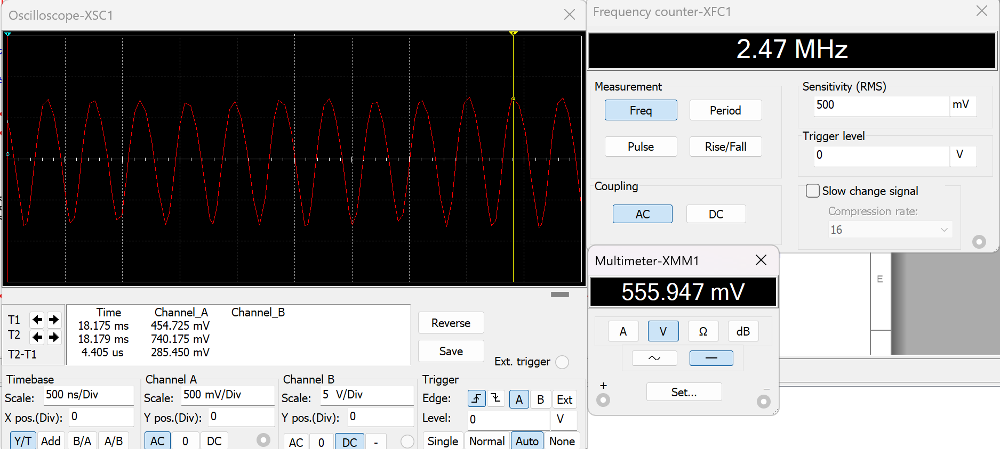 Oscilloscope-XSC1
1
2
Time Channel_A Channel_B
T1 18.175 ms 454.725 mV
T2 18.179 ms 740.175 mV
T2-T1 4.405 us 285.450 mV
Reverse
Save
Ext. trigger
Timebase
Scale: 500 ns/Div
X pos.(Div): 0
Y/T Add B/A A/B
Channel A
Scale: 500 mV/Div
Y pos.(Div): 0
AC 0 DC
Channel B
Scale: 5 V/Div
Y pos.(Div): 0
AC 0 DC -
Trigger
Edge: A B Ext
Level: 0 V
Single Normal Auto None
Frequency counter-XFC1
2.47 MHz
Measurement
Freq Period
Pulse Rise/Fall
Coupling
AC DC
Sensitivity (RMS)
500 mV
Trigger level
0 V
Slow change signal
Compression rate:
16
Multimeter-XMM1
555.947 mV
A V Ω dB
~ —
+ Set... –
E